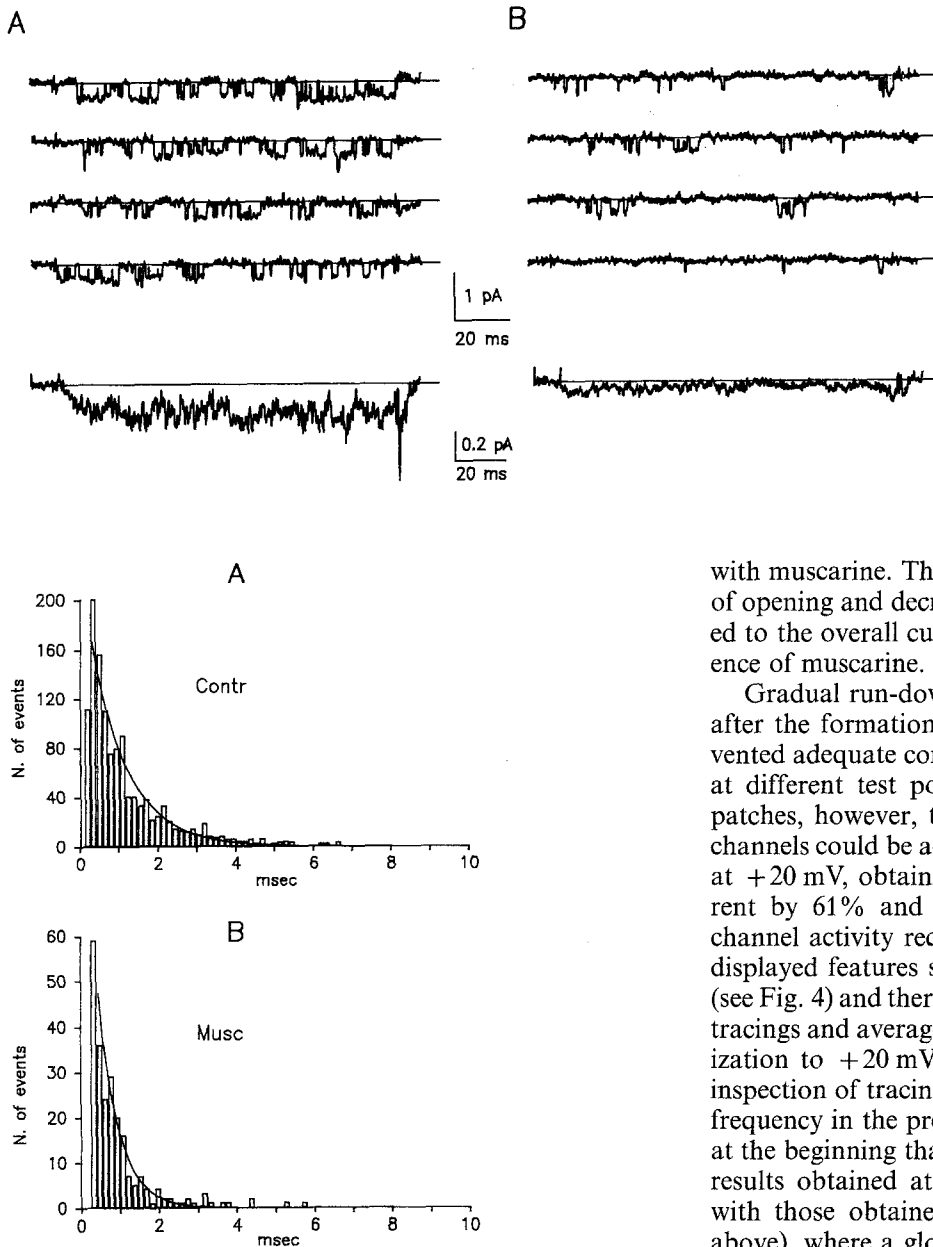 A
B
1 pA
20 ms
0.2 pA
20 ms
A
200
160
120
80
40
0
N. of events
Contr
0 2 4 6 8 10
msec
B
60
50
40
30
20
10
0
N. of events
Musc
0 2 4 6 8 10
msec
with muscarine. Th
of opening and decr
ed to the overall cu
ence of muscarine.
Gradual run-dov
after the formation
vented adequate con
at different test po
patches, however, t
channels could be a
at +20 mV, obtain
rent by 61% and
channel activity rec
displayed features s
(see Fig. 4) and ther
tracings and averag
ization to +20 mV
inspection of tracin
frequency in the pr
at the beginning tha
results obtained at
with those obtaine
above), where a glo